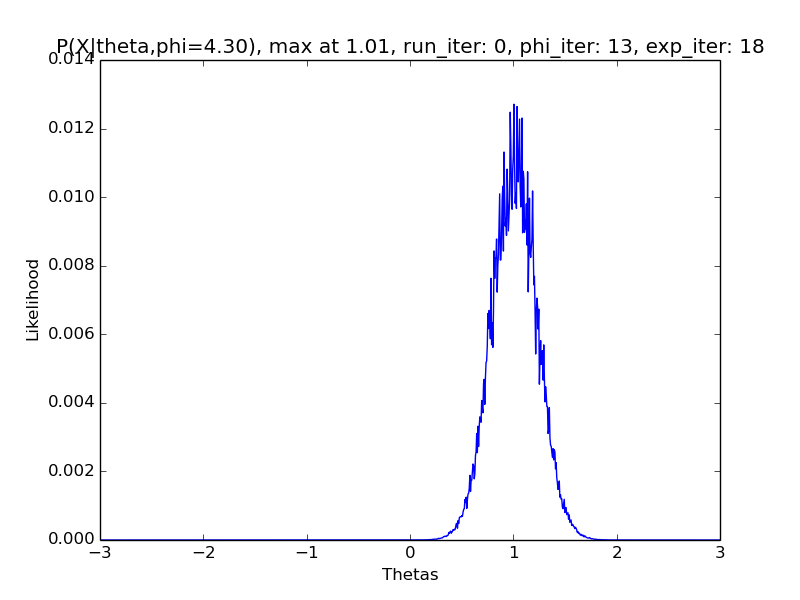 P(X|theta,phi=4.30), max at 1.01, run_iter: 0, phi_iter: 13, exp_iter: 18
0.014
0.012
0.010
0.008
0.006
0.004
0.002
0.000
Likelihood
−3 −2 −1 0 1 2 3
Thetas